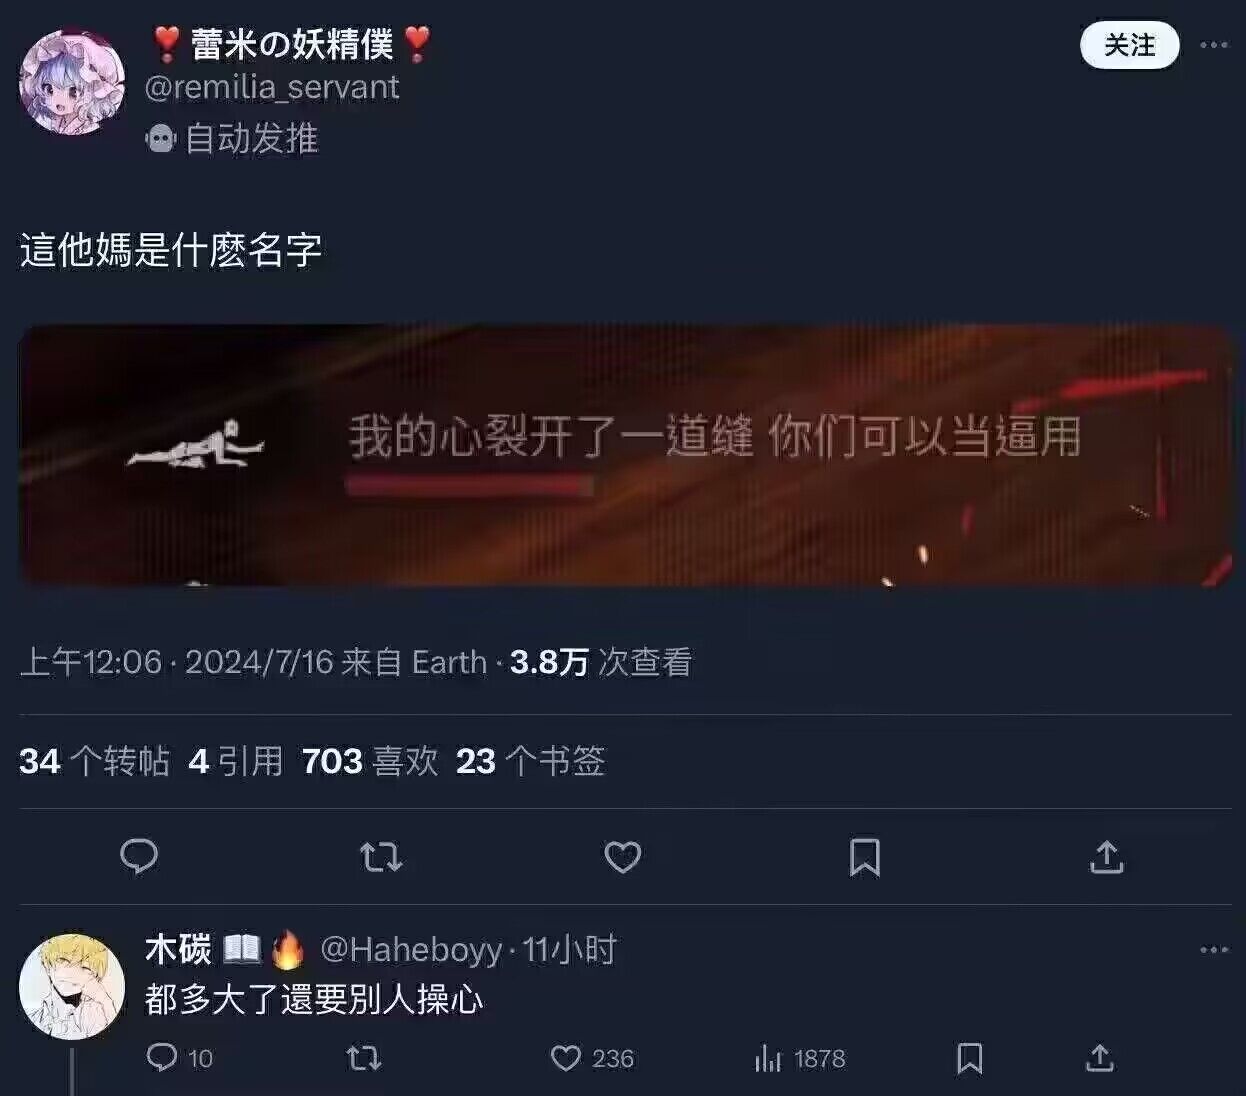 ❣️蕾米の妖精僕❣️
关注
@remilia_servant
自动发推
這他媽是什麼名字
我的心裂开了一道缝 你们可以当逼用
上午12:06 · 2024/7/16 来自 Earth · 3.8万 次查看
34 个转帖 4 引用 703 喜欢 23 个书签
木碳 📖🔥 @Haheboyy · 11小时
都多大了還要別人操心
10 236 1878